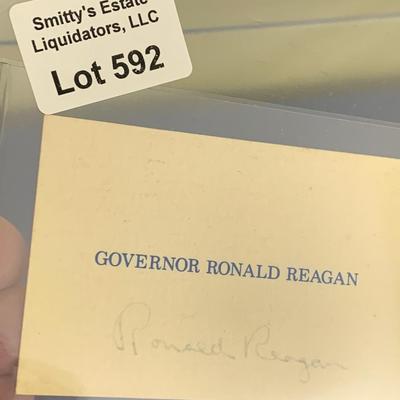 Smitty's Estate
Liquidators, LLC
Lot 592
GOVERNOR RONALD REAGAN
Ronald Reagan